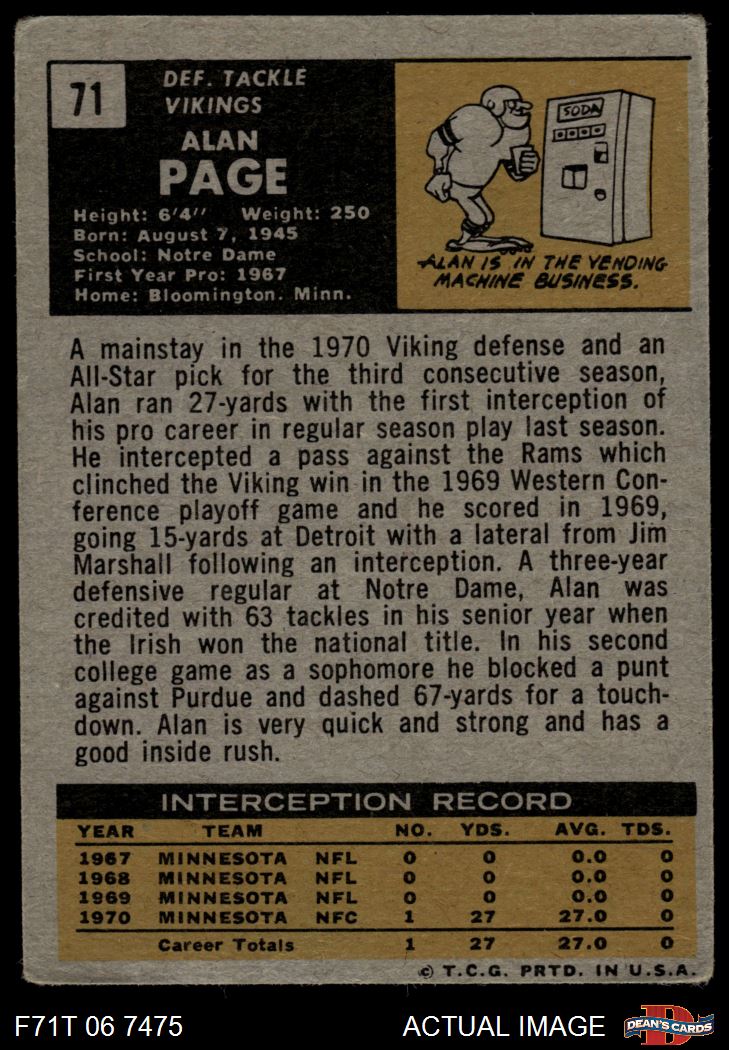 71
DEF. TACKLE
VIKINGS
ALAN
PAGE
Height: 6'4" Weight: 250
Born: August 7, 1945
School: Notre Dame
First Year Pro: 1967
Home: Bloomington. Minn.
SODA
ALAN IS IN THE VENDING
MACHINE BUSINESS.
A mainstay in the 1970 Viking defense and an
All-Star pick for the third consecutive season,
Alan ran 27-yards with the first interception of
his pro career in regular season play last season.
He intercepted a pass against the Rams which
clinched the Viking win in the 1969 Western Con-
ference playoff game and he scored in 1969,
going 15-yards at Detroit with a lateral from Jim
Marshall following an interception. A three-year
defensive regular at Notre Dame, Alan was
credited with 63 tackles in his senior year when
the Irish won the national title. In his second
college game as a sophomore he blocked a punt
against Purdue and dashed 67-yards for a touch-
down. Alan is very quick and strong and has a
good inside rush.
INTERCEPTION RECORD
YEAR TEAM NO. YDS. AVG. TDS.
1967 MINNESOTA NFL 0 0 0.0 0
1968 MINNESOTA NFL 0 0 0.0 0
1969 MINNESOTA NFL 0 0 0.0 0
1970 MINNESOTA NFC 1 27 27.0 0
Career Totals 1 27 27.0 0
© T.C.G. PRTD. IN U.S.A.
F71T 06 7475 ACTUAL IMAGE
D
DEAN'S CARDS